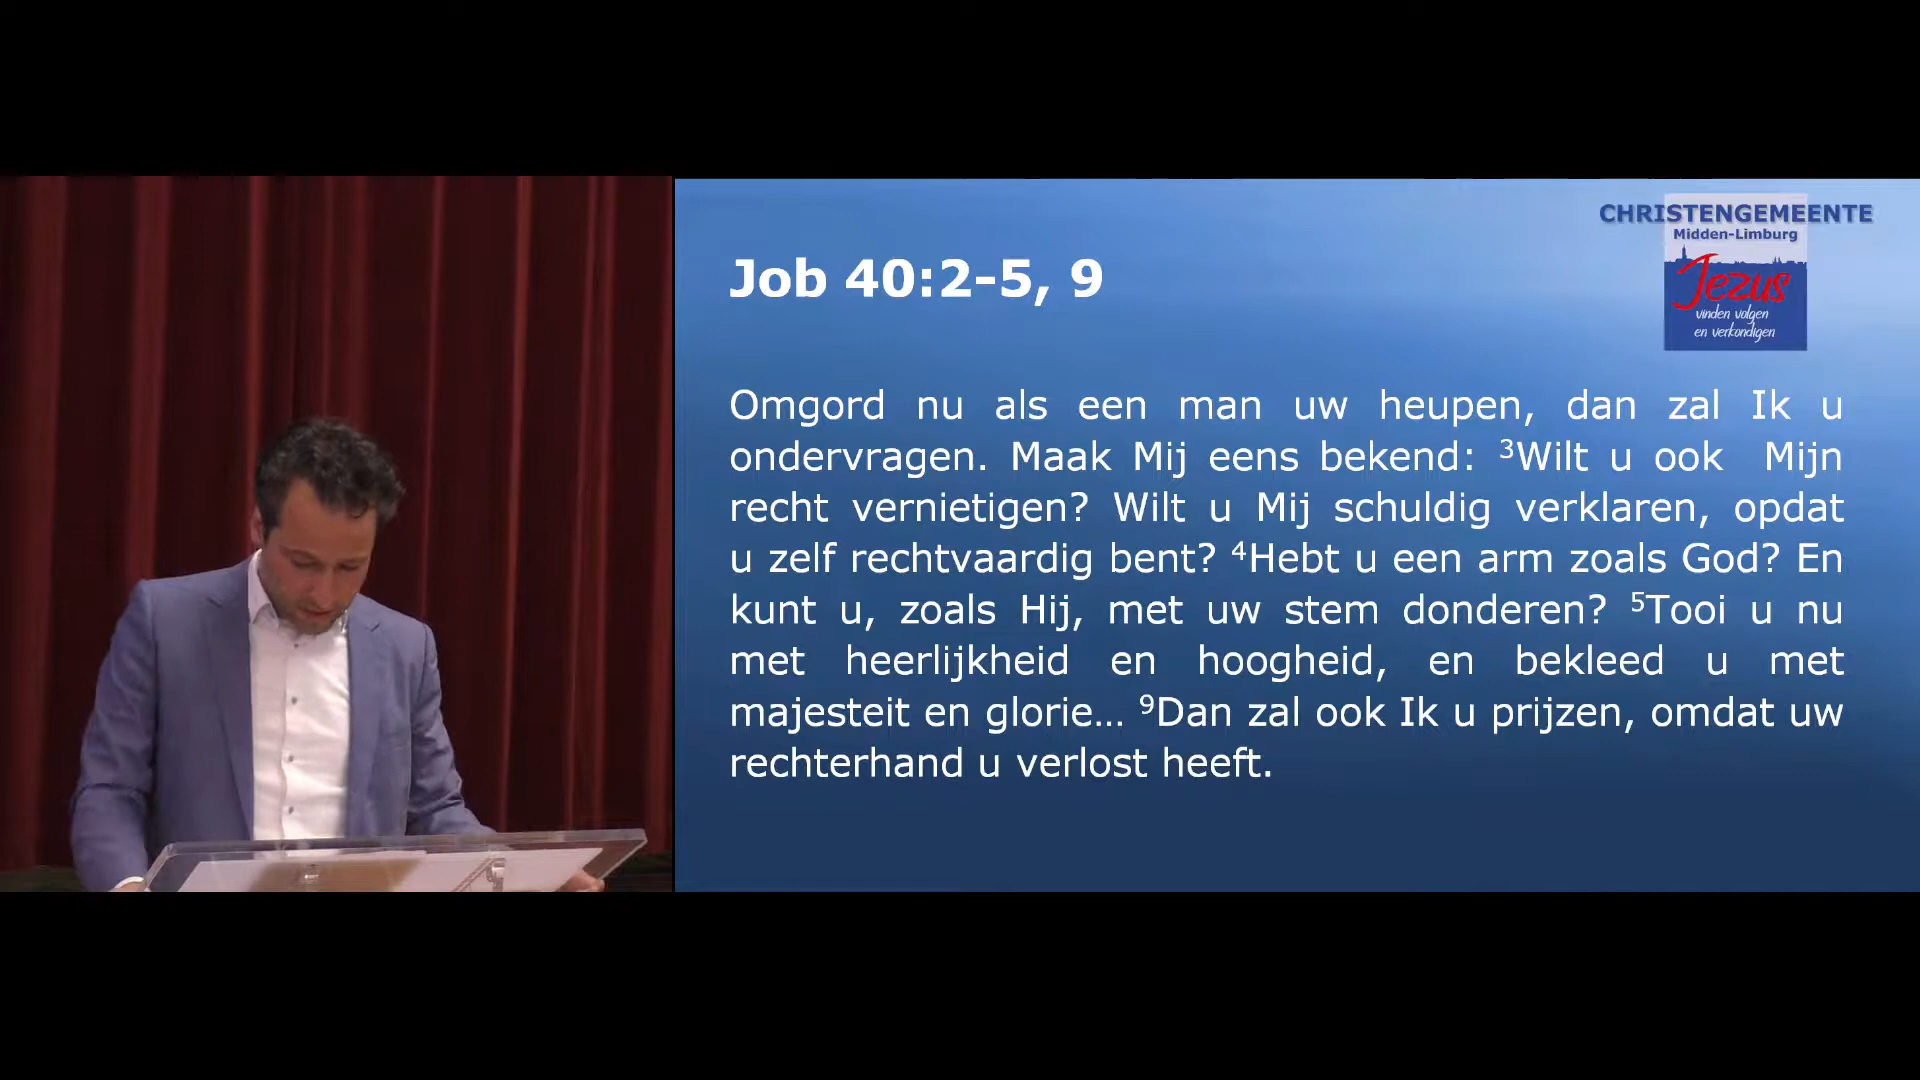 CHRISTENGEMEENTE
Midden-Limburg
Jezus
vinden volgen
en verkondigen
Job 40:2-5, 9
Omgord nu als een man uw heupen, dan zal Ik u
ondervragen. Maak Mij eens bekend: ³Wilt u ook Mijn
recht vernietigen? Wilt u Mij schuldig verklaren, opdat
u zelf rechtvaardig bent? ⁴Hebt u een arm zoals God? En
kunt u, zoals Hij, met uw stem donderen? ⁵Tooi u nu
met heerlijkheid en hoogheid, en bekleed u met
majesteit en glorie… ⁹Dan zal ook Ik u prijzen, omdat uw
rechterhand u verlost heeft.